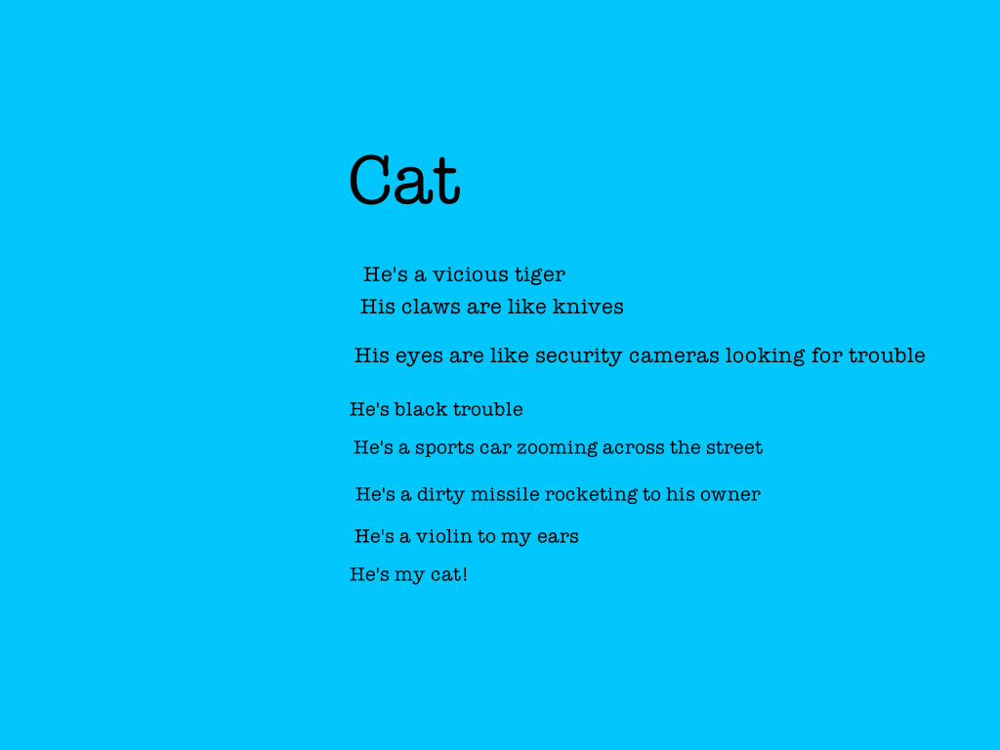 Cat
He's a vicious tiger
His claws are like knives
His eyes are like security cameras looking for trouble
He's black trouble
He's a sports car zooming across the street
He's a dirty missile rocketing to his owner
He's a violin to my ears
He's my cat!